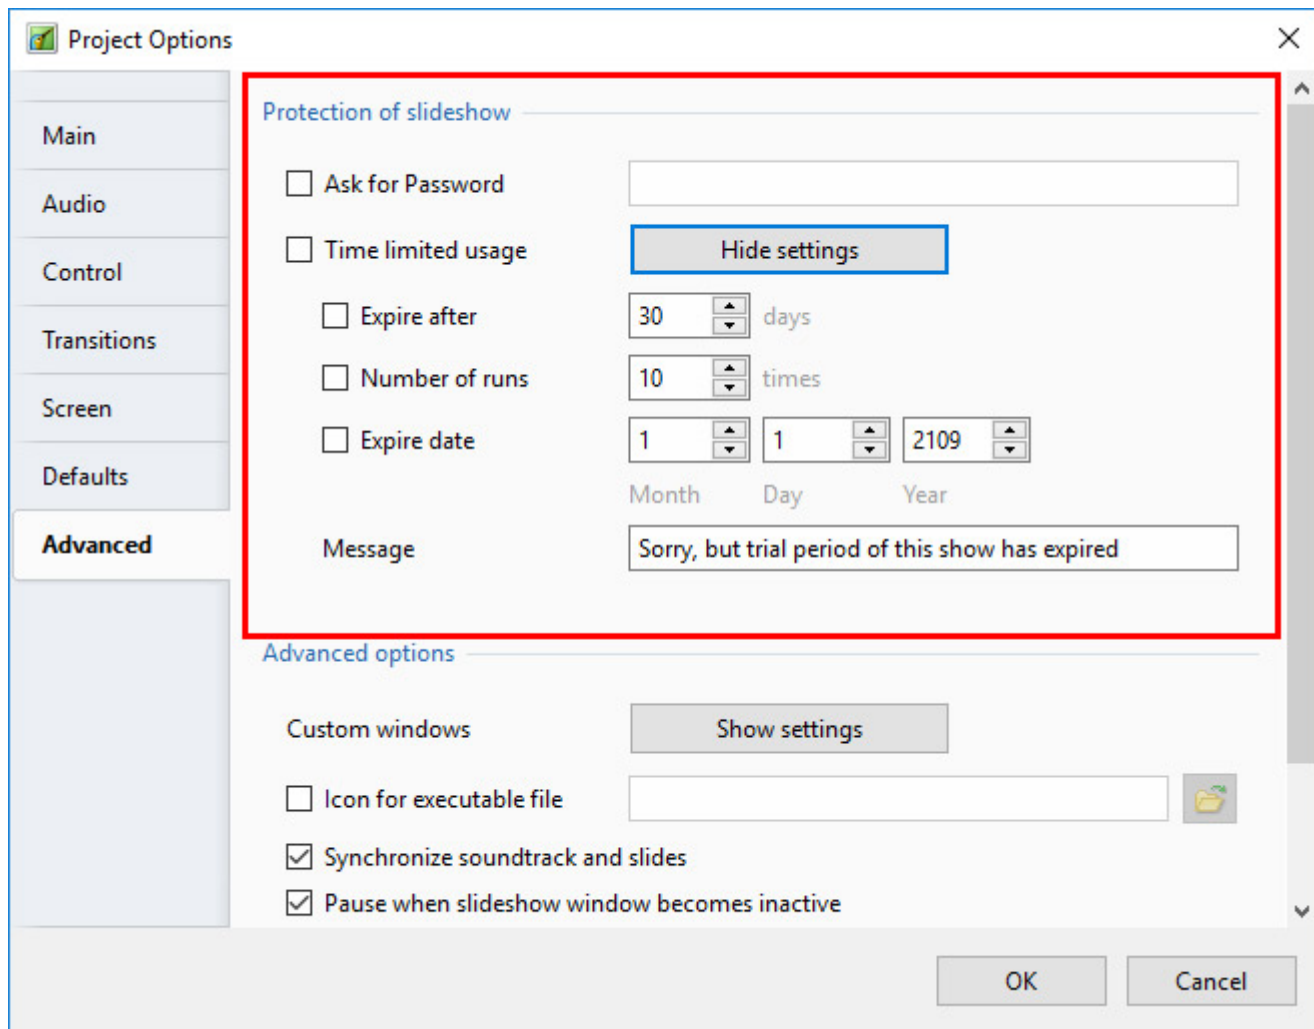 Project Options
Main
Audio
Control
Transitions
Screen
Defaults
Advanced
Protection of slideshow
Ask for Password
Time limited usage Hide settings
Expire after 30 days
Number of runs 10 times
Expire date 1 1 2109
Month Day Year
Message Sorry, but trial period of this show has expired
Advanced options
Custom windows Show settings
Icon for executable file
Synchronize soundtrack and slides
Pause when slideshow window becomes inactive
OK Cancel